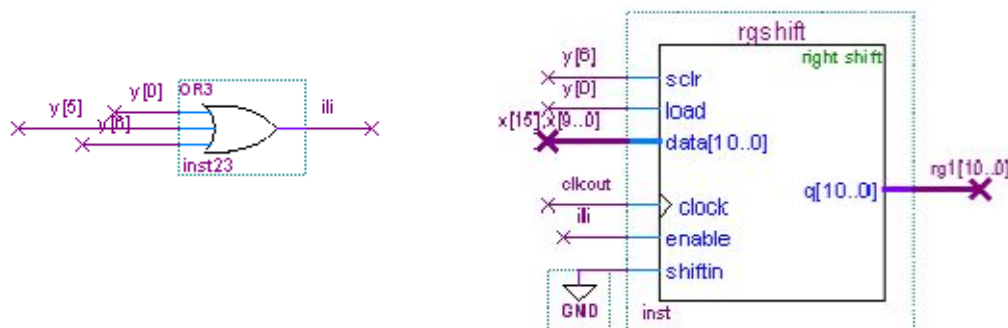 OR3
y[0]
y[5]
y[6]
ili
inst23
rgshift
right shift
y[6]
sclr
y[0]
load
x[15],x[9..0]
data[10..0]
rg1[10..0]
q[10..0]
clkout
clock
ili
enable
shiftin
GND
inst